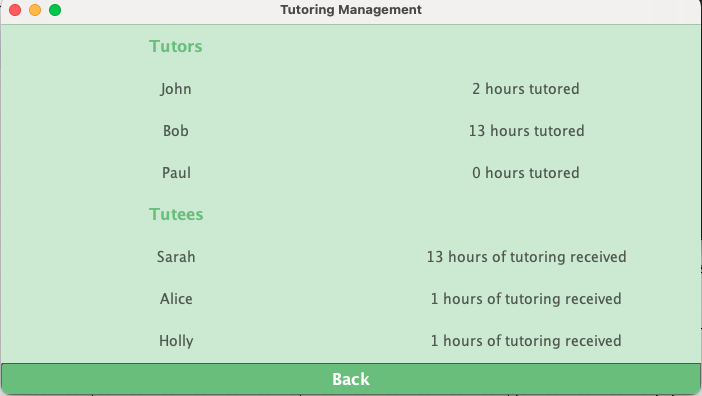 Tutoring Management
Tutors
John 2 hours tutored
Bob 13 hours tutored
Paul 0 hours tutored
Tutees
Sarah 13 hours of tutoring received
Alice 1 hours of tutoring received
Holly 1 hours of tutoring received
Back